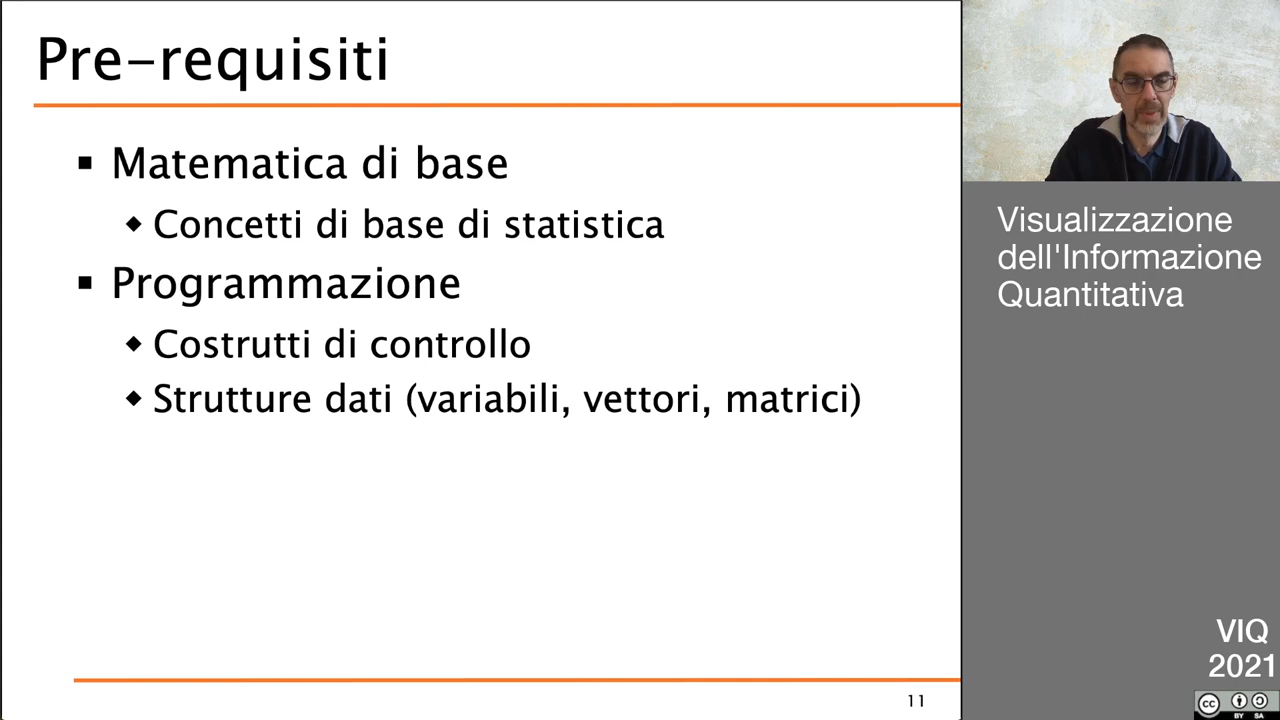 Pre-requisiti
▪ Matematica di base
◆ Concetti di base di statistica
▪ Programmazione
◆ Costrutti di controllo
◆ Strutture dati (variabili, vettori, matrici)
11
Visualizzazione
dell'Informazione
Quantitativa
VIQ
2021
cc
BY SA